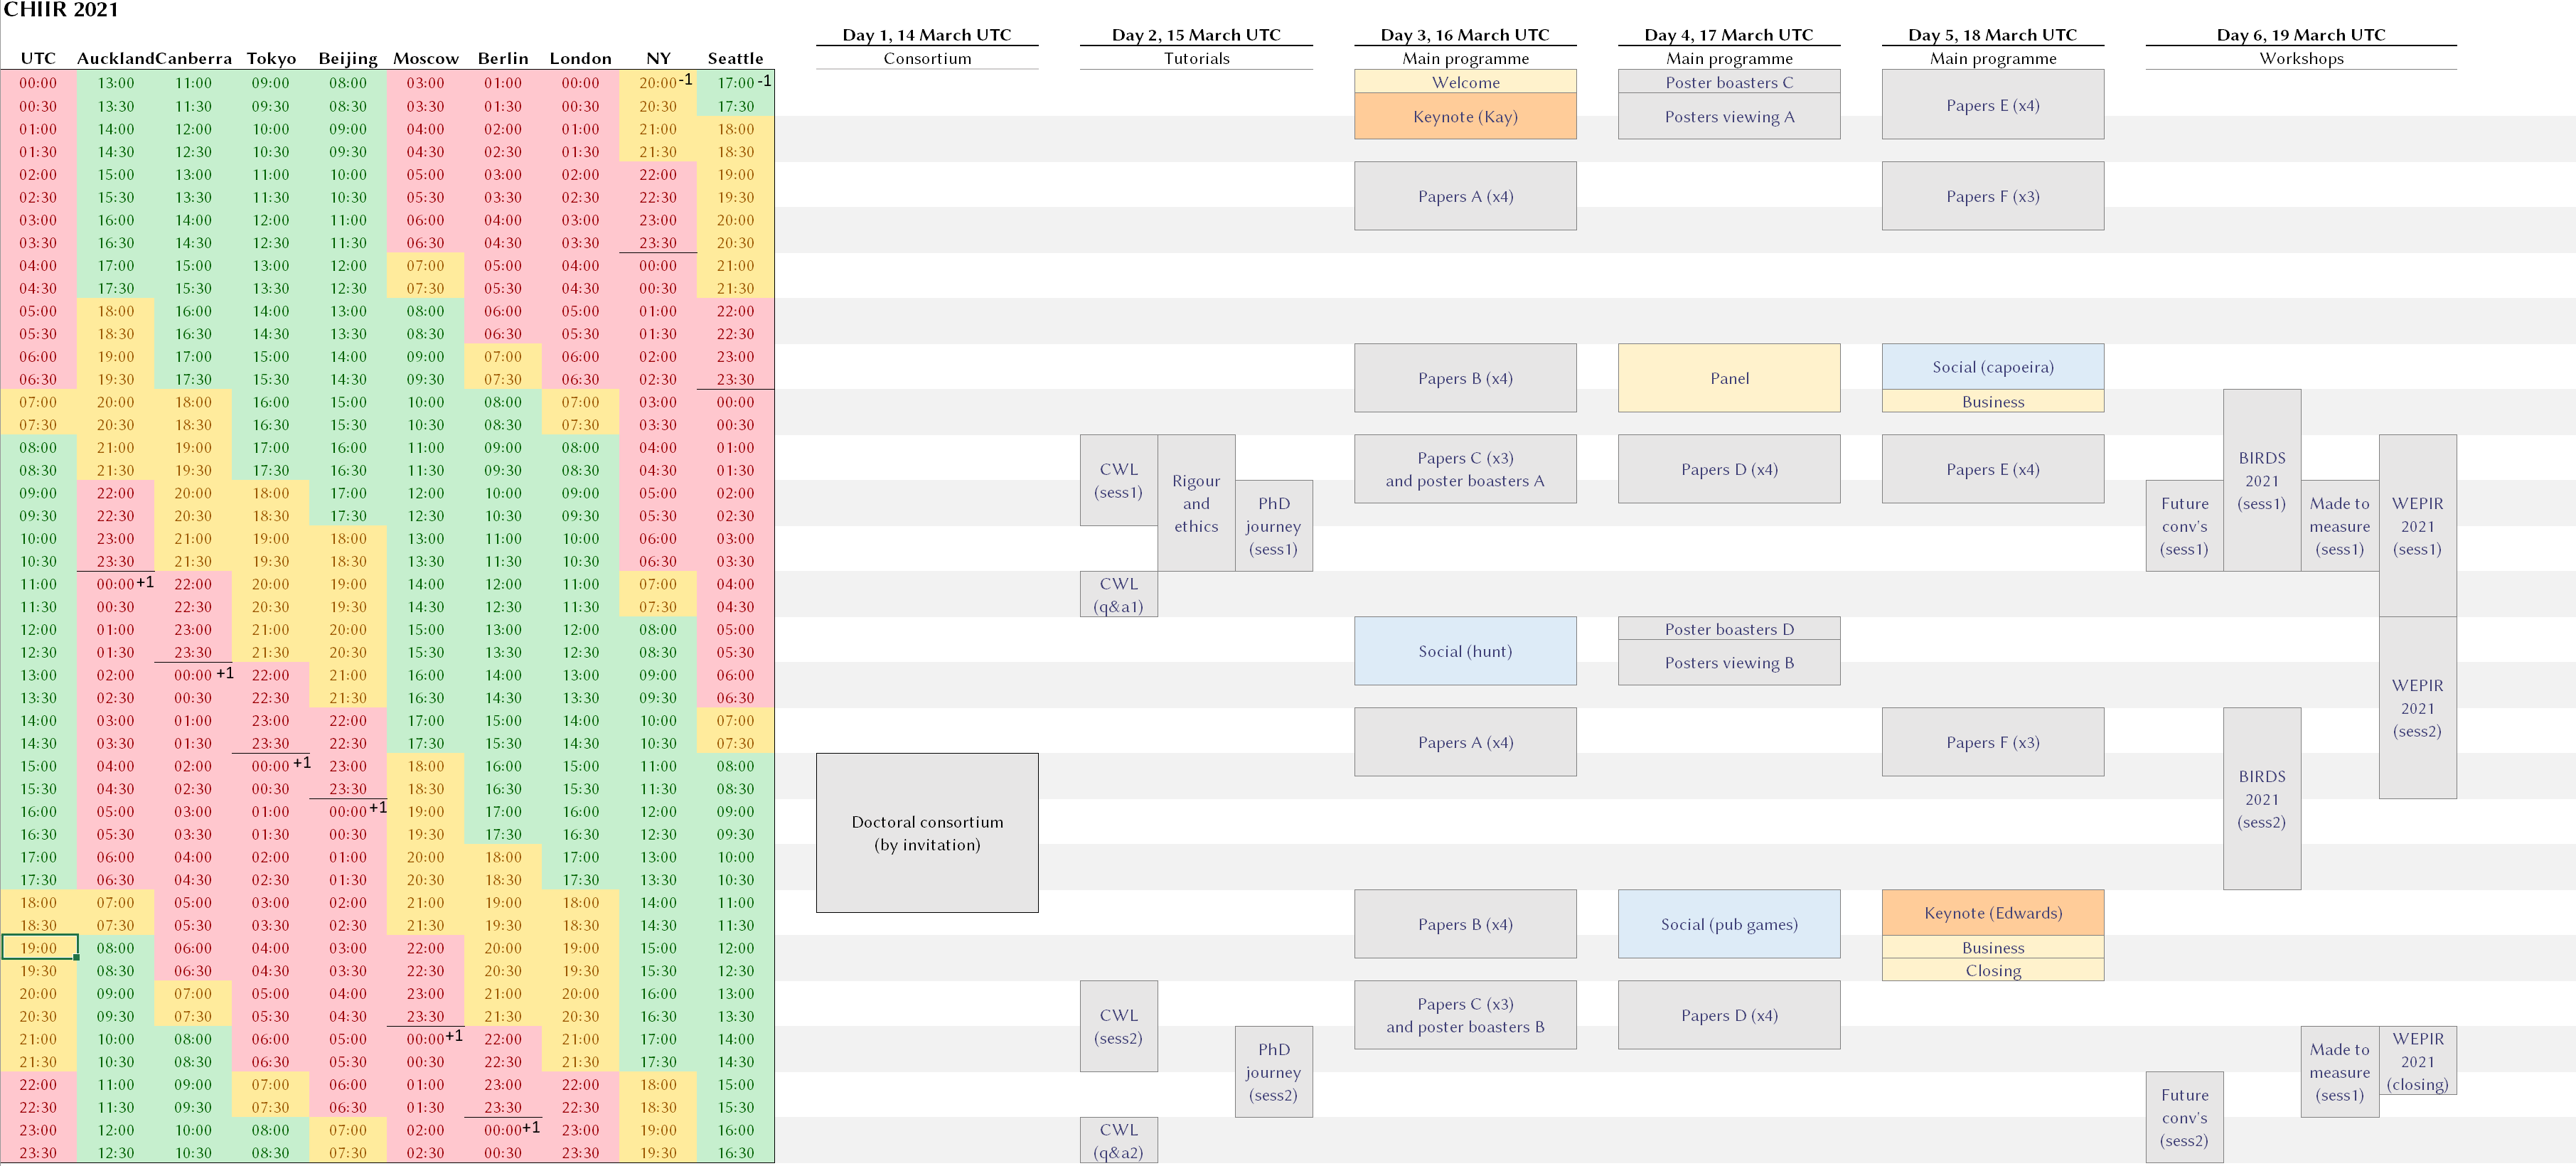 CHIIR 2021
Day 1, 14 March UTC Day 2, 15 March UTC Day 3, 16 March UTC Day 4, 17 March UTC Day 5, 18 March UTC Day 6, 19 March UTC
UTC Auckland Canberra Tokyo Beijing Moscow Berlin London NY Seattle Consortium Tutorials Main programme Main programme Main programme Workshops
00:00 13:00 11:00 09:00 08:00 03:00 01:00 00:00 20:00 -1 17:00 -1 Welcome Poster boasters C
00:30 13:30 11:30 09:30 08:30 03:30 01:30 00:30 20:30 17:30 Keynote (Kay) Posters viewing A Papers E (x4)
01:00 14:00 12:00 10:00 09:00 04:00 02:00 01:00 21:00 18:00
01:30 14:30 12:30 10:30 09:30 04:30 02:30 01:30 21:30 18:30
02:00 15:00 13:00 11:00 10:00 05:00 03:00 02:00 22:00 19:00
02:30 15:30 13:30 11:30 10:30 05:30 03:30 02:30 22:30 19:30 Papers A (x4) Papers F (x3)
03:00 16:00 14:00 12:00 11:00 06:00 04:00 03:00 23:00 20:00
03:30 16:30 14:30 12:30 11:30 06:30 04:30 03:30 23:30 20:30
04:00 17:00 15:00 13:00 12:00 07:00 05:00 04:00 00:00 21:00
04:30 17:30 15:30 13:30 12:30 07:30 05:30 04:30 00:30 21:30
05:00 18:00 16:00 14:00 13:00 08:00 06:00 05:00 01:00 22:00
05:30 18:30 16:30 14:30 13:30 08:30 06:30 05:30 01:30 22:30
06:00 19:00 17:00 15:00 14:00 09:00 07:00 06:00 02:00 23:00 Social (capoeira)
06:30 19:30 17:30 15:30 14:30 09:30 07:30 06:30 02:30 23:30 Papers B (x4) Panel
07:00 20:00 18:00 16:00 15:00 10:00 08:00 07:00 03:00 00:00 Business
07:30 20:30 18:30 16:30 15:30 10:30 08:30 07:30 03:30 00:30
08:00 21:00 19:00 17:00 16:00 11:00 09:00 08:00 04:00 01:00 Papers C (x3) BIRDS
08:30 21:30 19:30 17:30 16:30 11:30 09:30 08:30 04:30 01:30 CWL Rigour and poster boasters A Papers D (x4) Papers E (x4) 2021
09:00 22:00 20:00 18:00 17:00 12:00 10:00 09:00 05:00 02:00 (sess1) and PhD (sess1) Future Made to WEPIR
09:30 22:30 20:30 18:30 17:30 12:30 10:30 09:30 05:30 02:30 ethics journey conv's measure 2021
10:00 23:00 21:00 19:00 18:00 13:00 11:00 10:00 06:00 03:00 (sess1) (sess1) (sess1) (sess1)
10:30 23:30 21:30 19:30 18:30 13:30 11:30 10:30 06:30 03:30
11:00 00:00 +1 22:00 20:00 19:00 14:00 12:00 11:00 07:00 04:00 CWL
11:30 00:30 22:30 20:30 19:30 14:30 12:30 11:30 07:30 04:30 (q&a1)
12:00 01:00 23:00 21:00 20:00 15:00 13:00 12:00 08:00 05:00 Poster boasters D
12:30 01:30 23:30 21:30 20:30 15:30 13:30 12:30 08:30 05:30 Social (hunt) Posters viewing B
13:00 02:00 00:00 +1 22:00 21:00 16:00 14:00 13:00 09:00 06:00 WEPIR
13:30 02:30 00:30 22:30 21:30 16:30 14:30 13:30 09:30 06:30 2021
14:00 03:00 01:00 23:00 22:00 17:00 15:00 14:00 10:00 07:00 (sess2)
14:30 03:30 01:30 23:30 22:30 17:30 15:30 14:30 10:30 07:30 Papers A (x4) Papers F (x3)
15:00 04:00 02:00 00:00 +1 23:00 18:00 16:00 15:00 11:00 08:00 BIRDS
15:30 04:30 02:30 00:30 23:30 18:30 16:30 15:30 11:30 08:30 2021
16:00 05:00 03:00 01:00 00:00 +1 19:00 17:00 16:00 12:00 09:00 Doctoral consortium (sess2)
16:30 05:30 03:30 01:30 00:30 19:30 17:30 16:30 12:30 09:30 (by invitation)
17:00 06:00 04:00 02:00 01:00 20:00 18:00 17:00 13:00 10:00
17:30 06:30 04:30 02:30 01:30 20:30 18:30 17:30 13:30 10:30
18:00 07:00 05:00 03:00 02:00 21:00 19:00 18:00 14:00 11:00 Keynote (Edwards)
18:30 07:30 05:30 03:30 02:30 21:30 19:30 18:30 14:30 11:30 Papers B (x4) Social (pub games)
19:00 08:00 06:00 04:00 03:00 22:00 20:00 19:00 15:00 12:00 Business
19:30 08:30 06:30 04:30 03:30 22:30 20:30 19:30 15:30 12:30 Closing
20:00 09:00 07:00 05:00 04:00 23:00 21:00 20:00 16:00 13:00 CWL Papers C (x3)
20:30 09:30 07:30 05:30 04:30 23:30 21:30 20:30 16:30 13:30 (sess2) and poster boasters B Papers D (x4)
21:00 10:00 08:00 06:00 05:00 00:00 +1 22:00 21:00 17:00 14:00 PhD Made to WEPIR
21:30 10:30 08:30 06:30 05:30 00:30 22:30 21:30 17:30 14:30 journey measure 2021
22:00 11:00 09:00 07:00 06:00 01:00 23:00 22:00 18:00 15:00 (sess2) Future (sess1) (closing)
22:30 11:30 09:30 07:30 06:30 01:30 23:30 22:30 18:30 15:30 conv's
23:00 12:00 10:00 08:00 07:00 02:00 00:00 +1 23:00 19:00 16:00 CWL (sess2)
23:30 12:30 10:30 08:30 07:30 02:30 00:30 23:30 19:30 16:30 (q&a2)